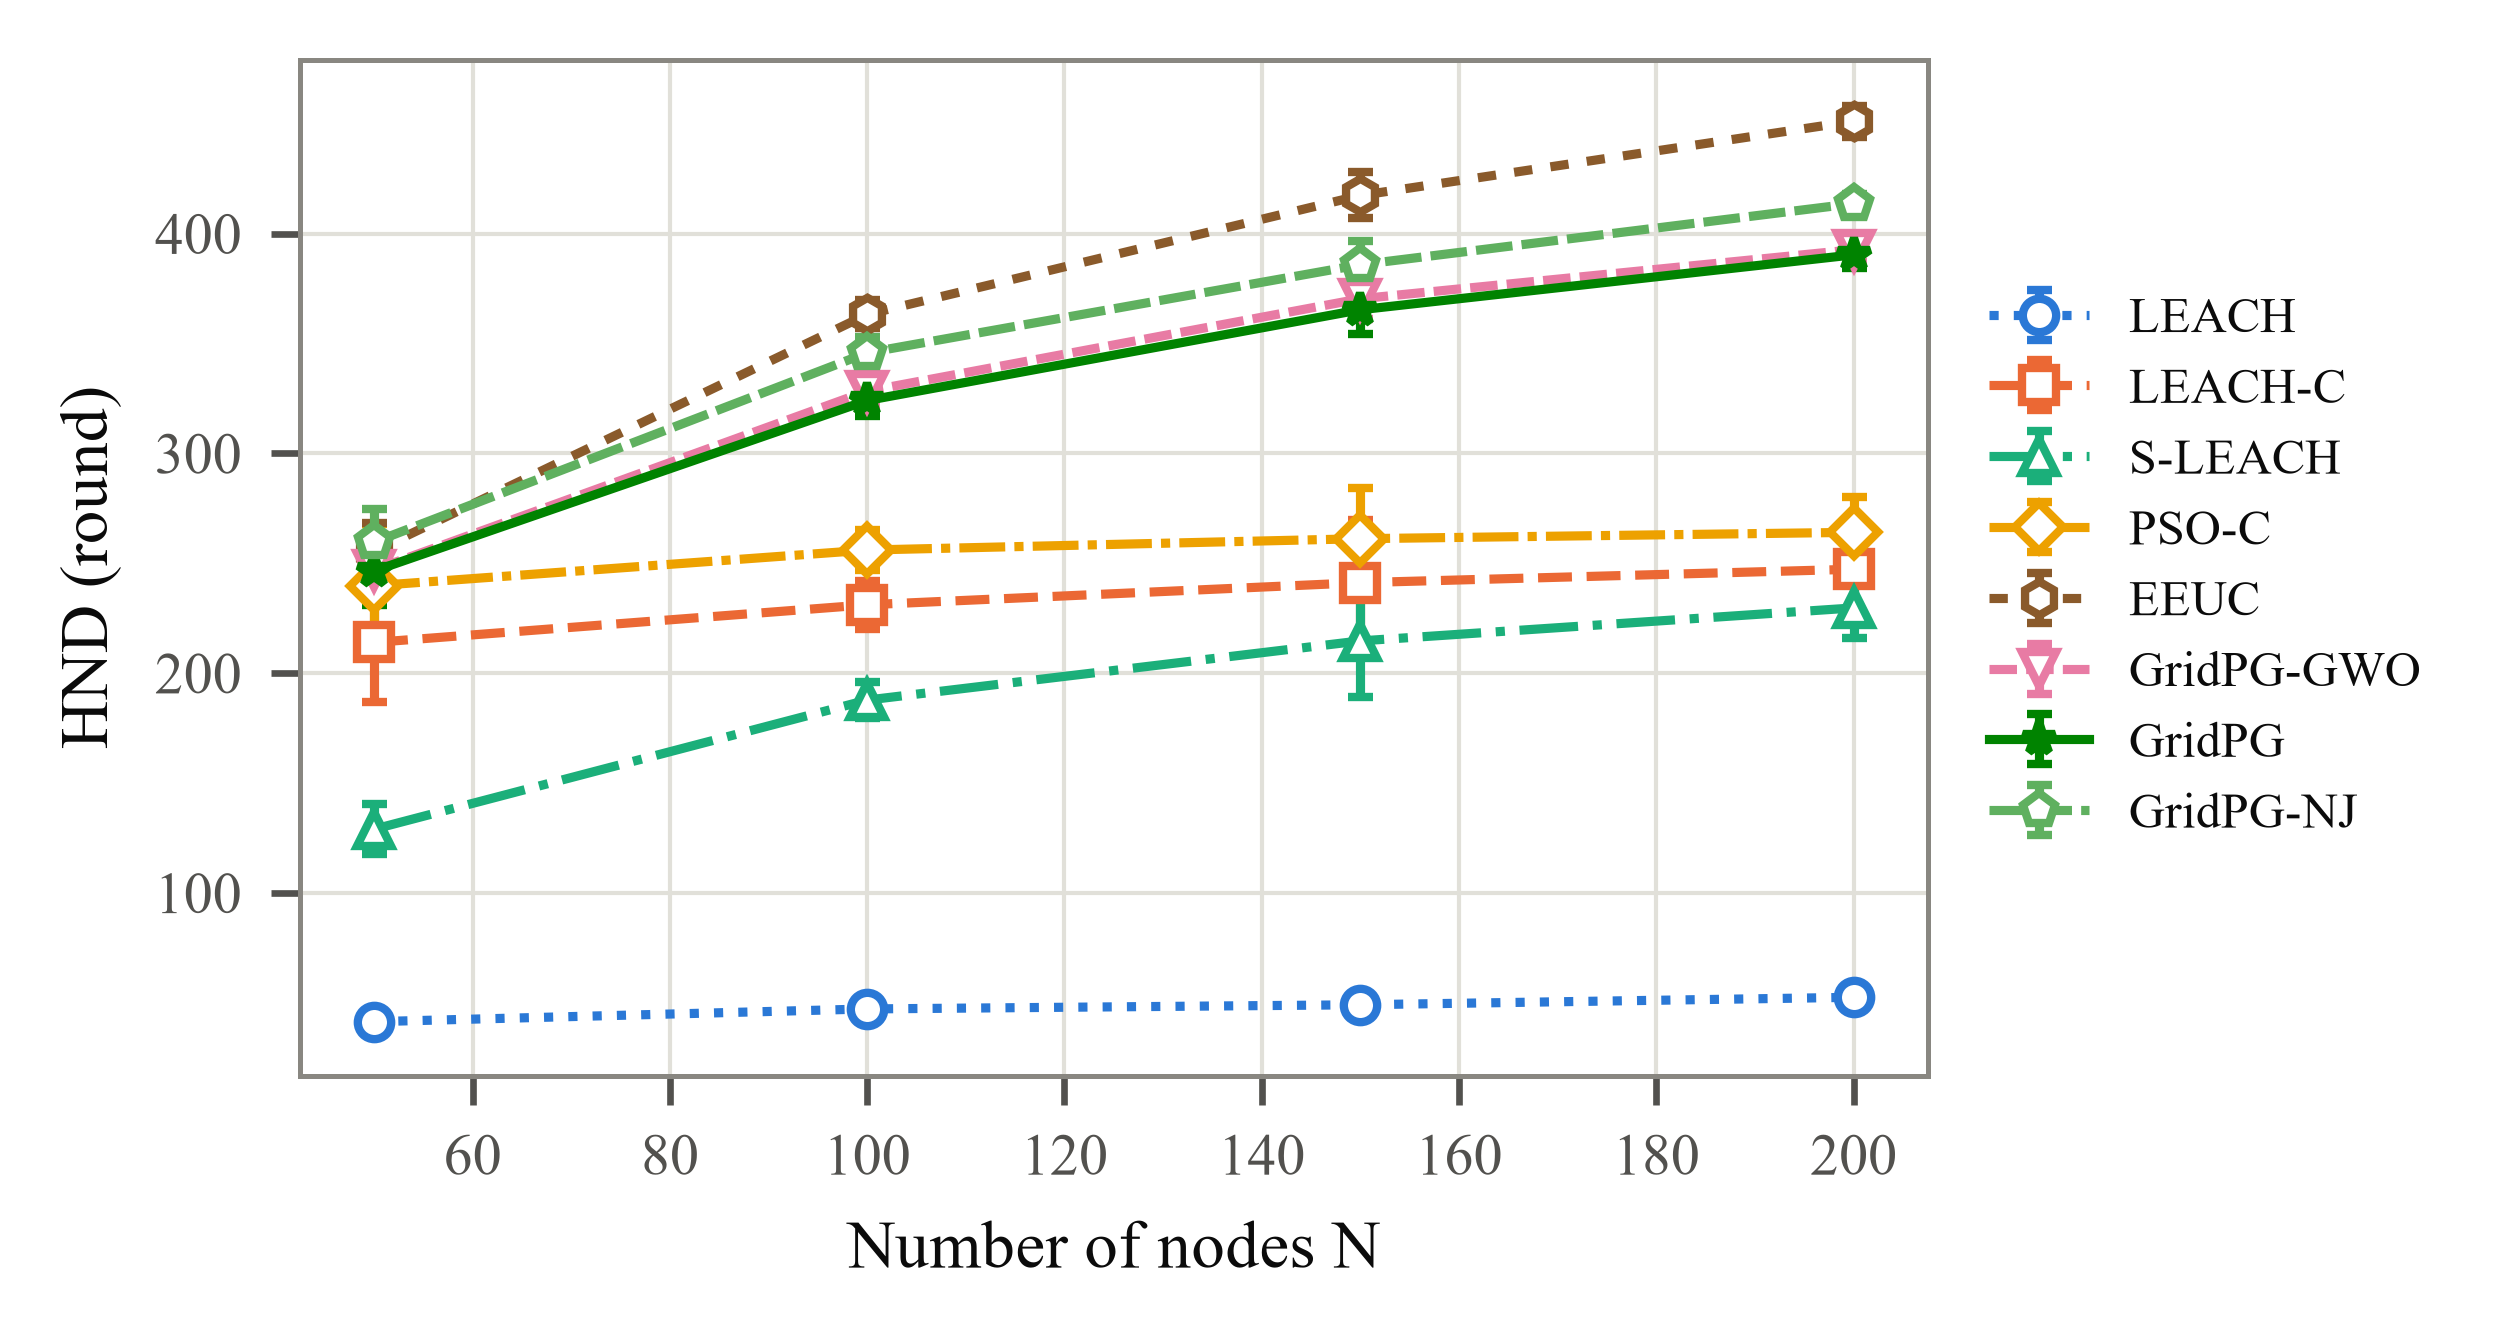 HND (round)
400
300
200
100
60 80 100 120 140 160 180 200
Number of nodes N
LEACH
LEACH-C
S-LEACH
PSO-C
EEUC
GridPG-GWO
GridPG
GridPG-NJ